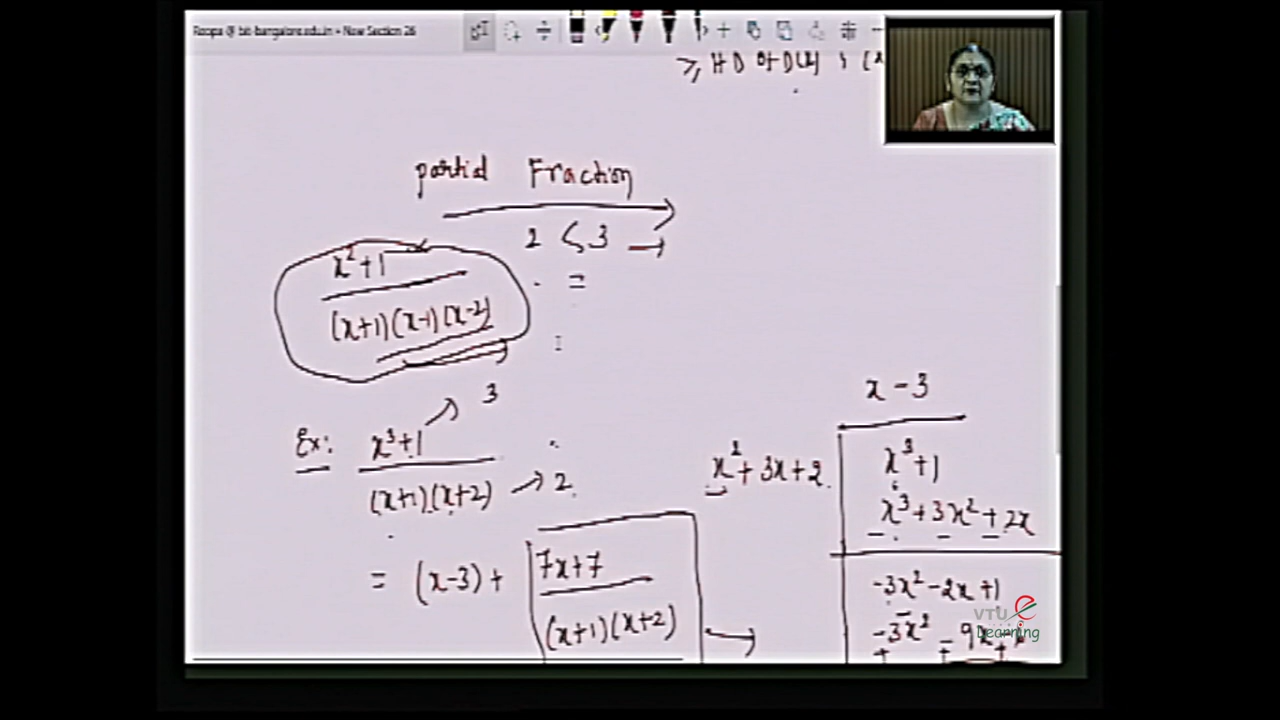 Roopa @ bit-bangalore.edu.in • New Section 26
partial Fraction
2 < 3 →
x²+1
(x+1)(x-1)(x-2)
=
3
Ex: x³+1
(x+1)(x+2) → 2
= (x-3) + 7x+7
(x+1)(x+2) →
x - 3
x² + 3x + 2
x³+1
x³ + 3x² + 2x
-3x² - 2x + 1
-3x² - 9x
VTU e
Learning